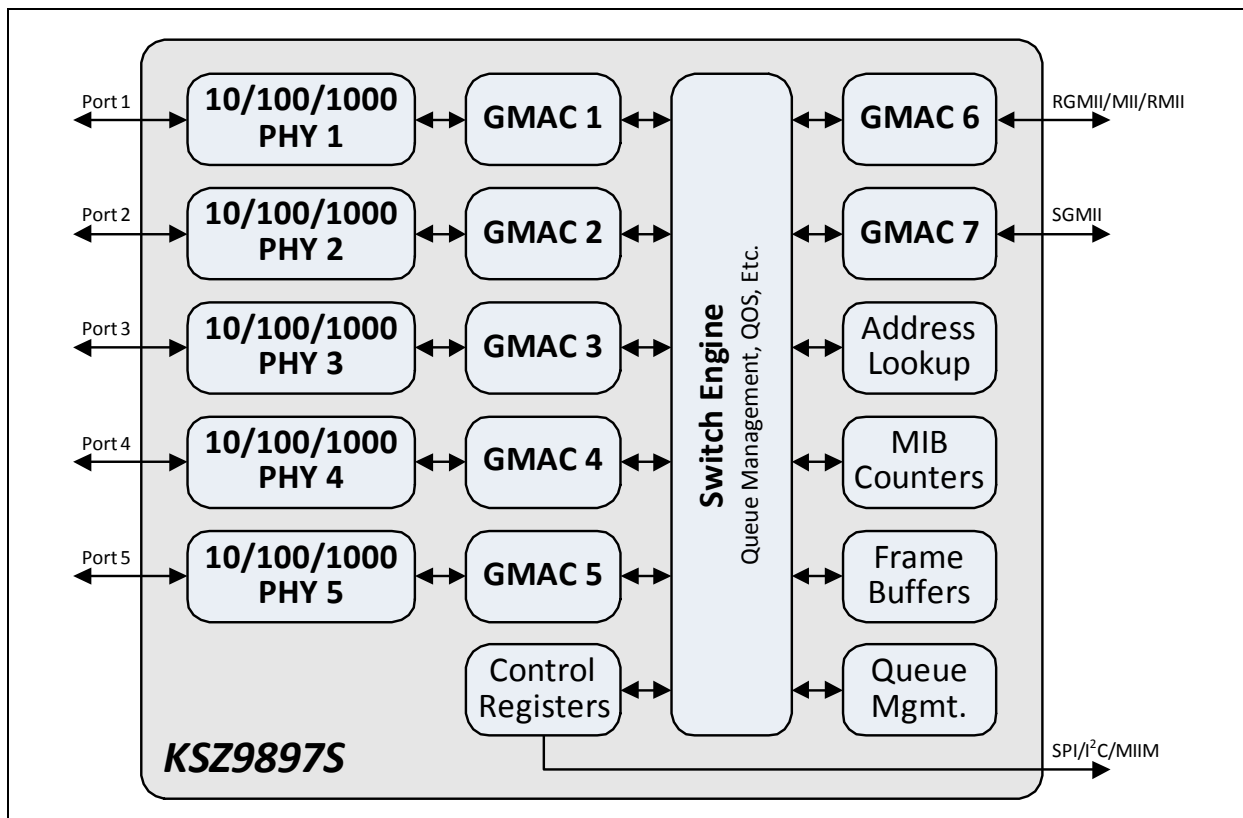 Port 1
10/100/1000
PHY 1
GMAC 1
GMAC 6
RGMII/MII/RMII
Port 2
10/100/1000
PHY 2
GMAC 2
GMAC 7
SGMII
Port 3
10/100/1000
PHY 3
GMAC 3
Switch Engine
Queue Management, QOS, Etc.
Address
Lookup
Port 4
10/100/1000
PHY 4
GMAC 4
MIB
Counters
Port 5
10/100/1000
PHY 5
GMAC 5
Frame
Buffers
Control
Registers
Queue
Mgmt.
KSZ9897S
SPI/I²C/MIIM